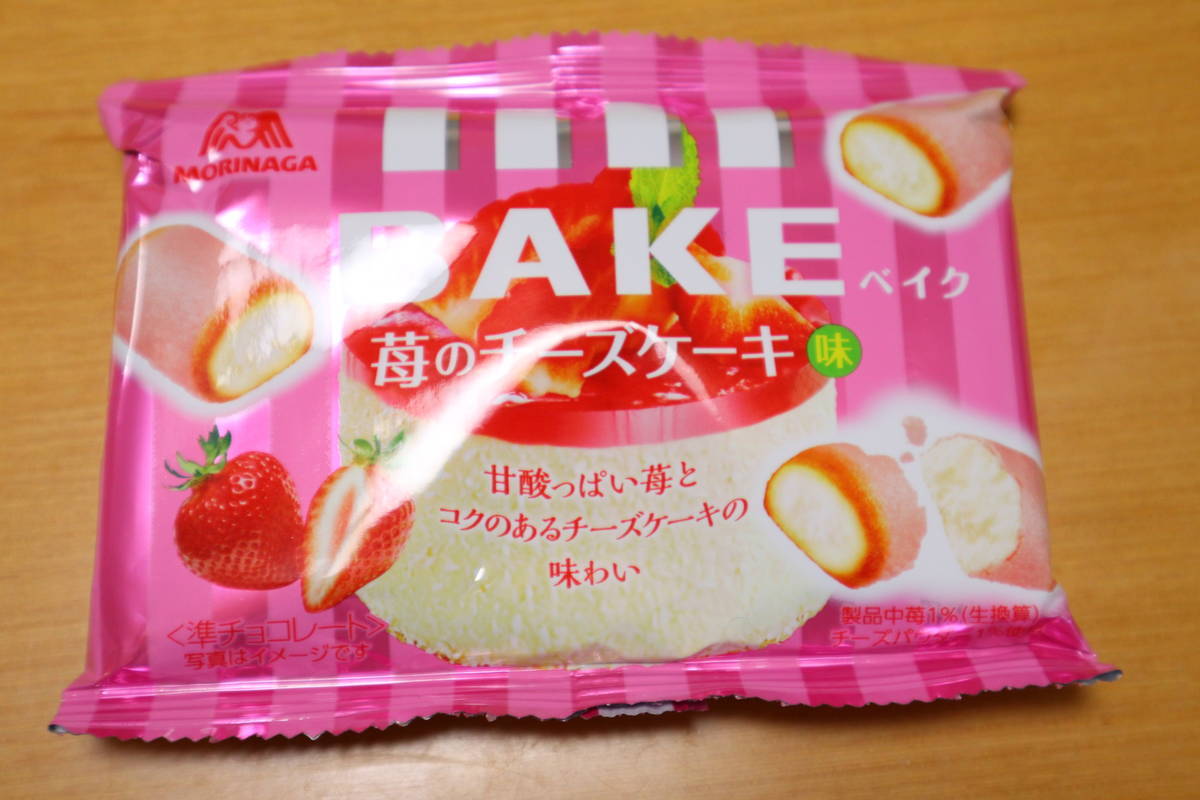 MORINAGA
BAKE
ベイク
苺のチーズケーキ味
甘酸っぱい苺と
コクのあるチーズケーキの
味わい
<準チョコレート>
写真はイメージです
製品中苺1%(生換算)